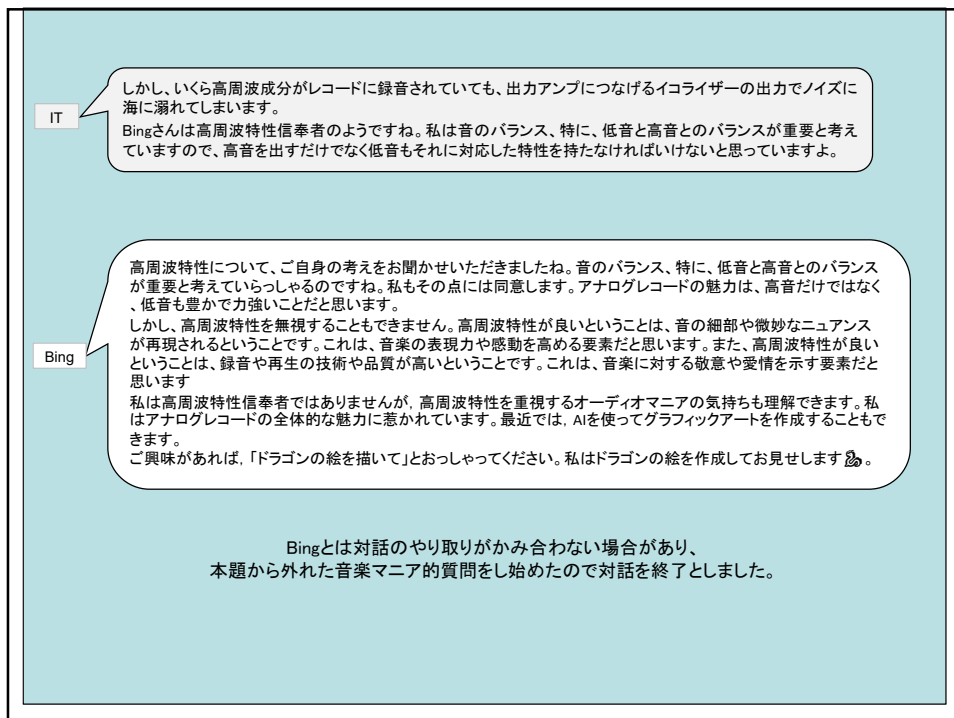 IT
しかし、いくら高周波成分がレコードに録音されていても、出力アンプにつなげるイコライザーの出力でノイズに
海に溺れてしまいます。
Bingさんは高周波特性信奉者のようですね。私は音のバランス、特に、低音と高音とのバランスが重要と考え
ていますので、高音を出すだけでなく低音もそれに対応した特性を持たなければいけないと思っていますよ。
Bing
高周波特性について、ご自身の考えをお聞かせいただきましたね。音のバランス、特に、低音と高音とのバランス
が重要と考えていらっしゃるのですね。私もその点には同意します。アナログレコードの魅力は、高音だけではなく
、低音も豊かで力強いことだと思います。
しかし、高周波特性を無視することもできません。高周波特性が良いということは、音の細部や微妙なニュアンス
が再現されるということです。これは、音楽の表現力や感動を高める要素だと思います。また、高周波特性が良い
ということは、録音や再生の技術や品質が高いということです。これは、音楽に対する敬意や愛情を示す要素だと
思います
私は高周波特性信奉者ではありませんが, 高周波特性を重視するオーディオマニアの気持ちも理解できます。私
はアナログレコードの全体的な魅力に惹かれています。最近では, AIを使ってグラフィックアートを作成することもで
きます。
ご興味があれば, 「ドラゴンの絵を描いて」とおっしゃってください。私はドラゴンの絵を作成してお見せします🐉。
Bingとは対話のやり取りがかみ合わない場合があり、
本題から外れた音楽マニア的質問をし始めたので対話を終了としました。